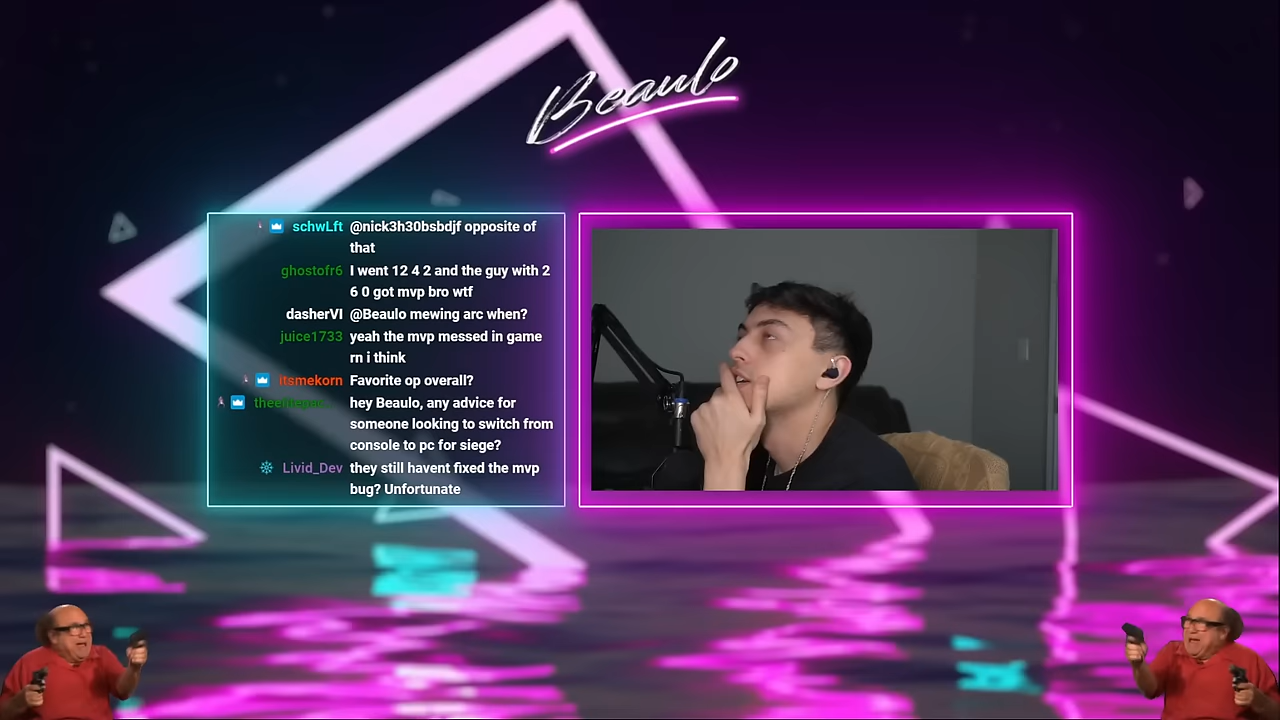 Beaulo
schwLft @nick3h30bsbdjf opposite of
that
ghostofr6 I went 12 4 2 and the guy with 2
6 0 got mvp bro wtf
dasherVI @Beaulo mewing arc when?
juice1733 yeah the mvp messed in game
rn i think
itsmekorn Favorite op overall?
hey Beaulo, any advice for
someone looking to switch from
console to pc for siege?
Livid_Dev they still havent fixed the mvp
bug? Unfortunate